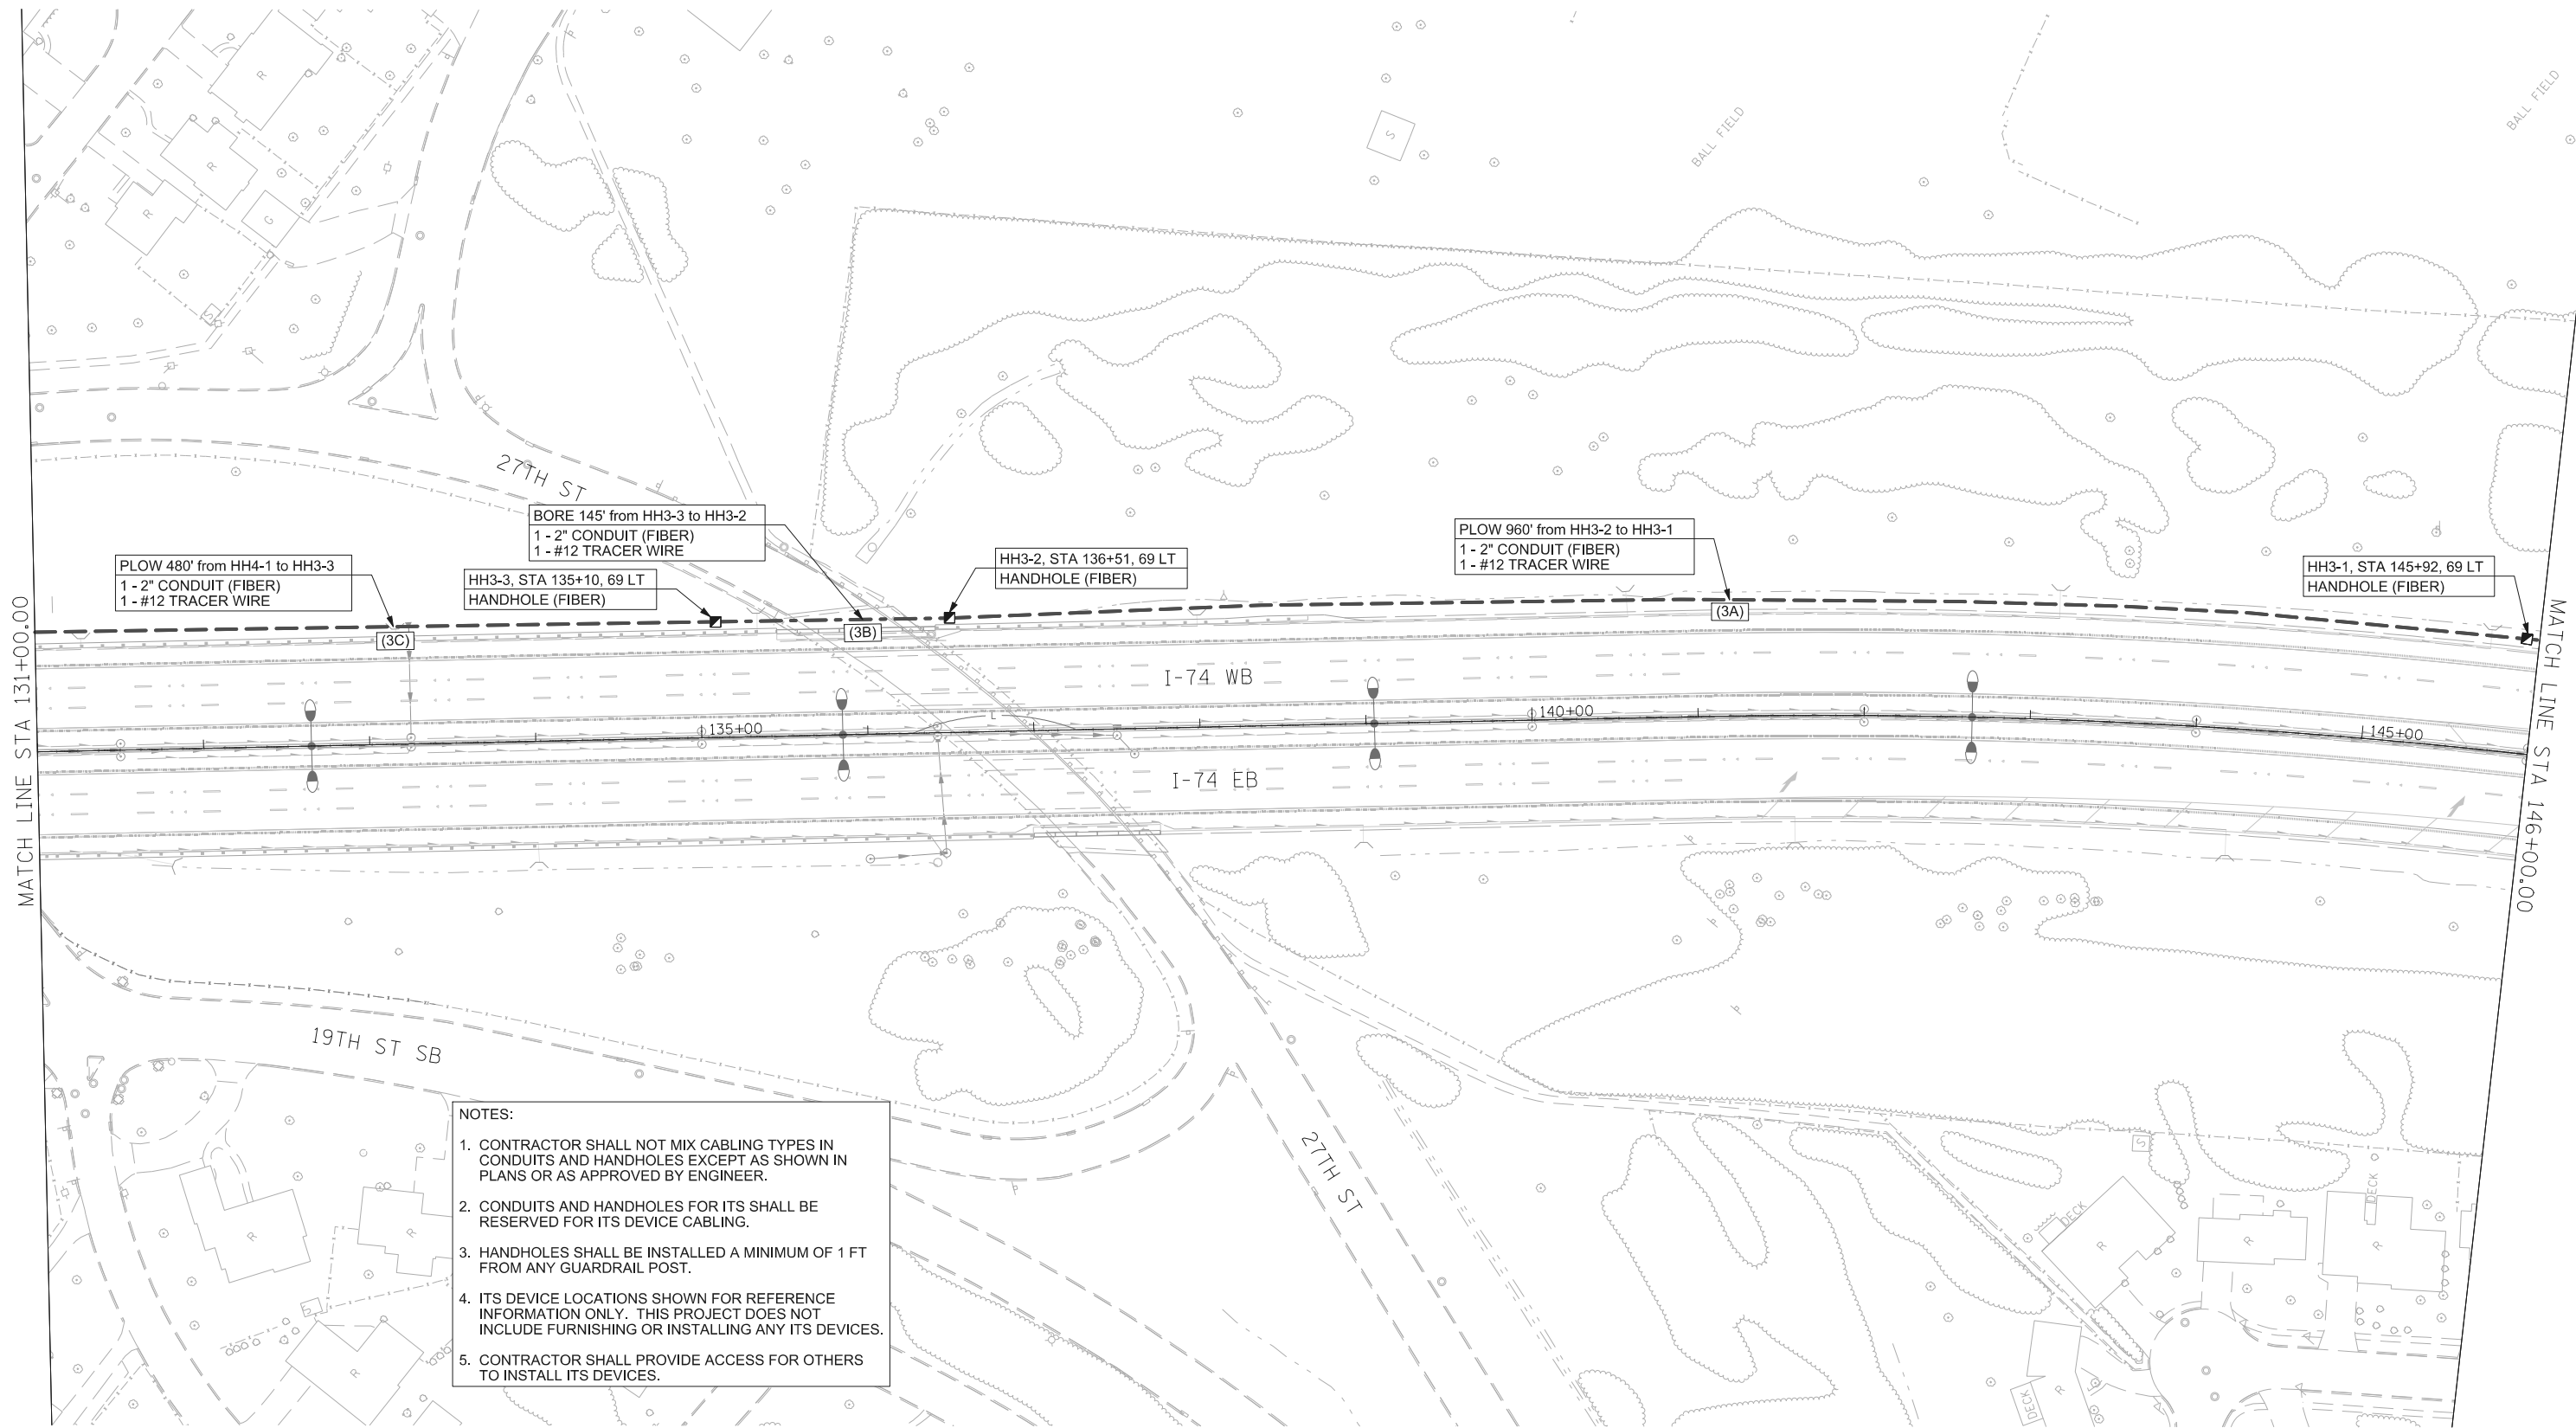 BALL FIELD
BALL FIELD
R
R
R
G
S
S
27TH ST
BORE 145' from HH3-3 to HH3-2
1 - 2" CONDUIT (FIBER)
1 - #12 TRACER WIRE
PLOW 960' from HH3-2 to HH3-1
1 - 2" CONDUIT (FIBER)
1 - #12 TRACER WIRE
PLOW 480' from HH4-1 to HH3-3
1 - 2" CONDUIT (FIBER)
1 - #12 TRACER WIRE
HH3-3, STA 135+10, 69 LT
HANDHOLE (FIBER)
HH3-2, STA 136+51, 69 LT
HANDHOLE (FIBER)
HH3-1, STA 145+92, 69 LT
HANDHOLE (FIBER)
(3C)
(3B)
(3A)
MATCH LINE STA 131+00.00
MATCH LINE STA 146+00.00
I-74 WB
135+00
L
140+00
145+00
I-74 EB
19TH ST SB
27TH ST
NOTES:
1. CONTRACTOR SHALL NOT MIX CABLING TYPES IN
CONDUITS AND HANDHOLES EXCEPT AS SHOWN IN
PLANS OR AS APPROVED BY ENGINEER.
2. CONDUITS AND HANDHOLES FOR ITS SHALL BE
RESERVED FOR ITS DEVICE CABLING.
3. HANDHOLES SHALL BE INSTALLED A MINIMUM OF 1 FT
FROM ANY GUARDRAIL POST.
4. ITS DEVICE LOCATIONS SHOWN FOR REFERENCE
INFORMATION ONLY. THIS PROJECT DOES NOT
INCLUDE FURNISHING OR INSTALLING ANY ITS DEVICES.
5. CONTRACTOR SHALL PROVIDE ACCESS FOR OTHERS
TO INSTALL ITS DEVICES.
R
R
S
R
S
DECK
R
R
DECK
R
DECK
R